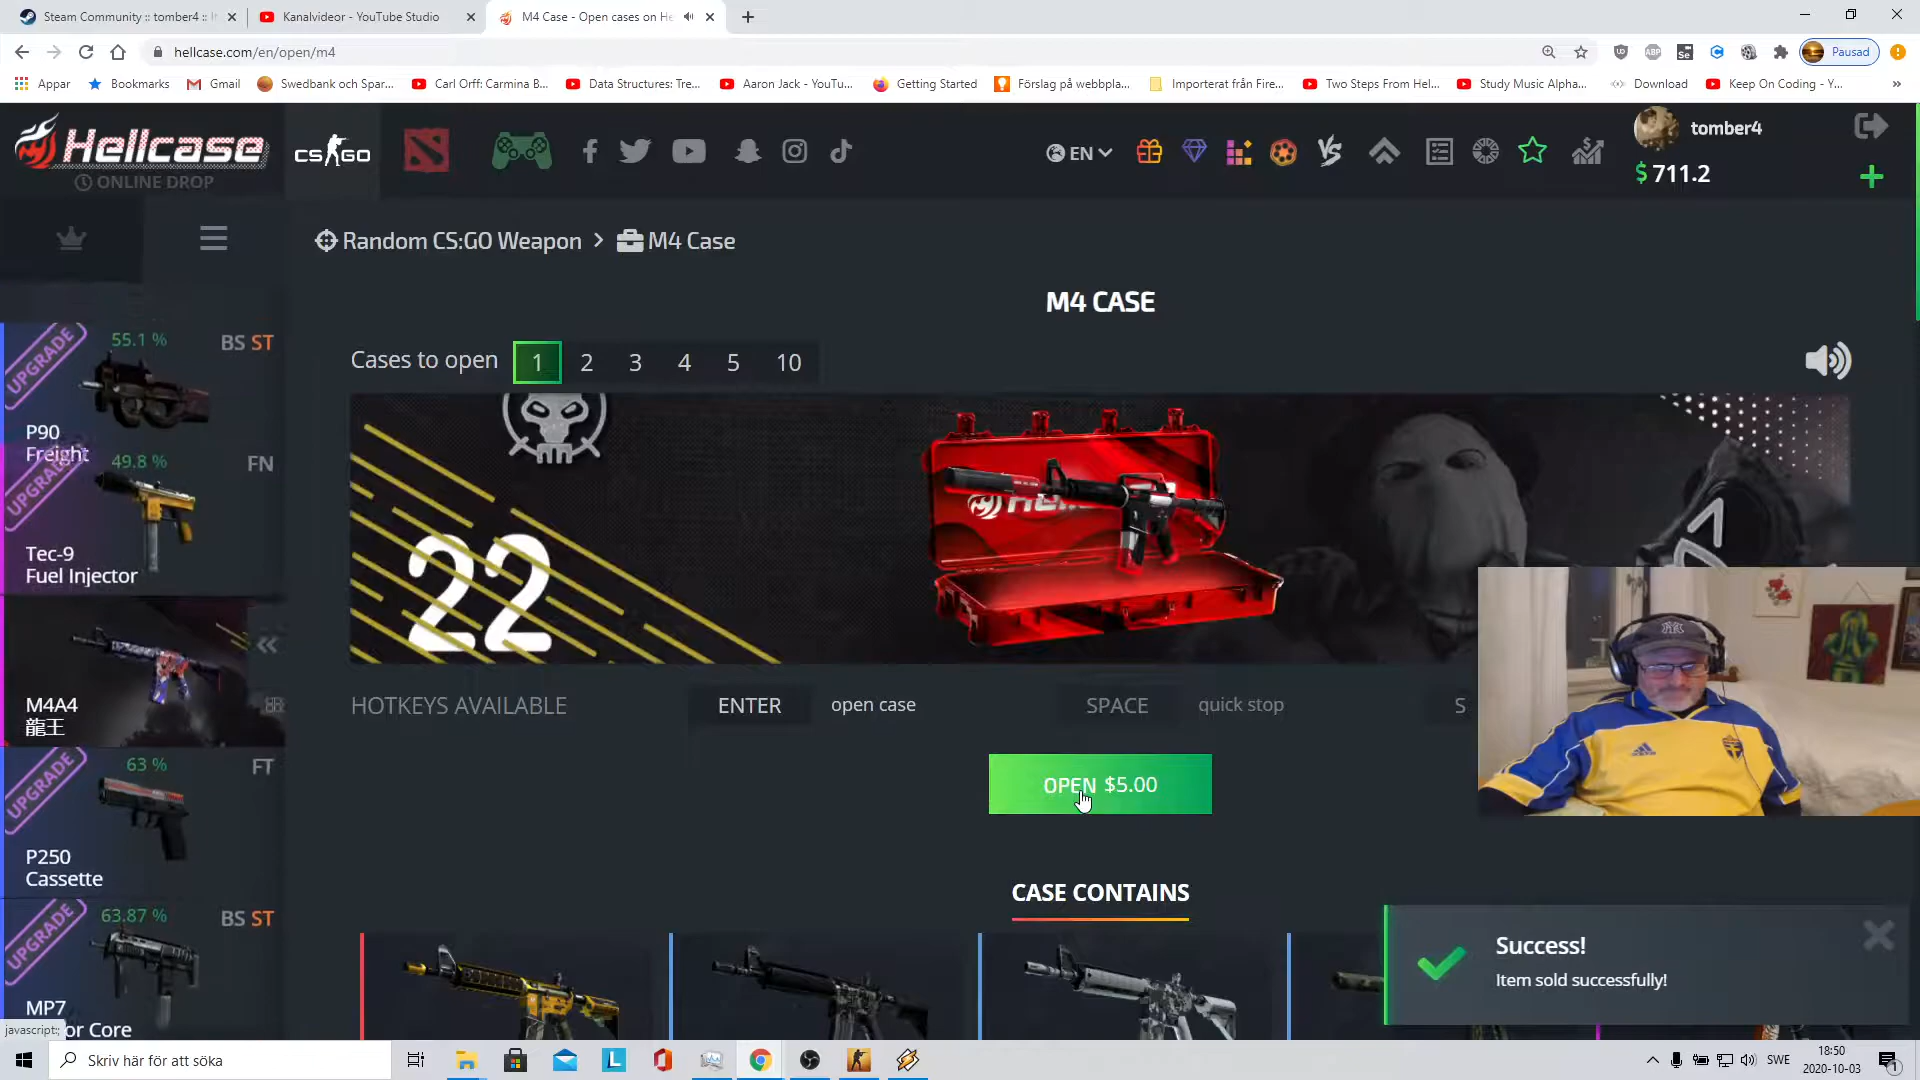 Steam Community :: tomber4 :: It
Kanalvideor - YouTube Studio
M4 Case - Open cases on He
hellcase.com/en/open/m4
Pausad
Appar
Bookmarks
Gmail
Swedbank och Spar...
Carl Orff: Carmina B...
Data Structures: Tre...
Aaron Jack - YouTu...
Getting Started
Förslag på webbpla...
Importerat från Fire...
Two Steps From Hel...
Study Music Alpha...
Download
Keep On Coding - Y...
»
Hellcase
ONLINE DROP
CS:GO
EN
VS
tomber4
$ 711.2
Random CS:GO Weapon > M4 Case
M4 CASE
Cases to open 1 2 3 4 5 10
UPGRADE
55.1 %
BS ST
P90
Freight
UPGRADE
49.8 %
FN
Tec-9
Fuel Injector
M4A4
龍王
UPGRADE
63 %
FT
P250
Cassette
UPGRADE
63.87 %
BS ST
MP7
or Core
22
HOTKEYS AVAILABLE ENTER open case SPACE quick stop S
OPEN $5.00
CASE CONTAINS
Success!
Item sold successfully!
javascript:;
Skriv här för att söka
SWE
18:50
2020-10-03